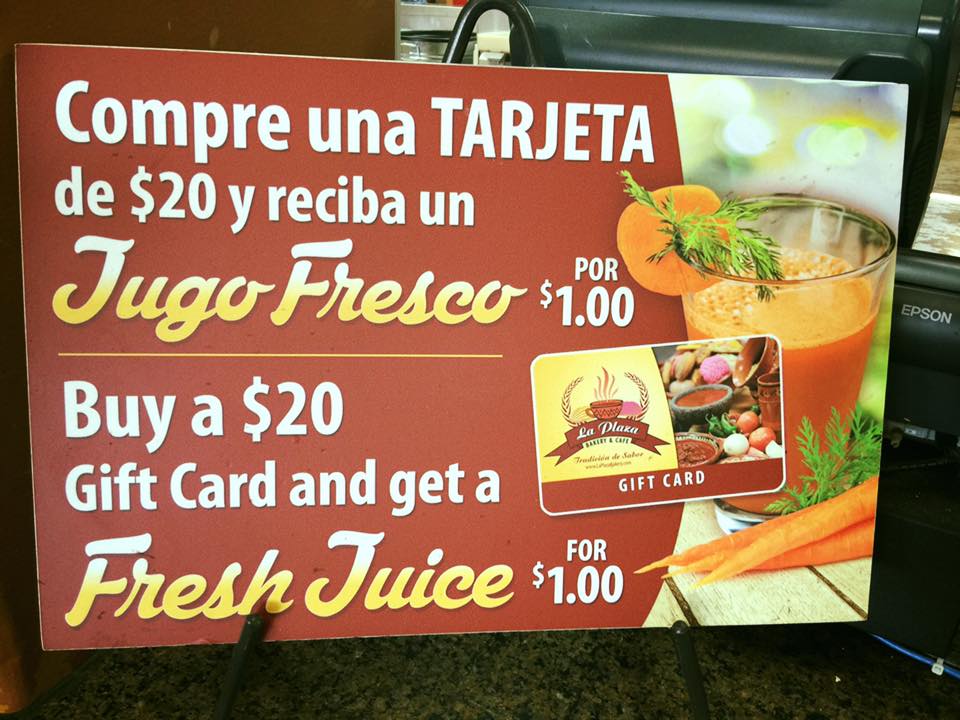 Compre una TARJETA
de $20 y reciba un
Jugo Fresco
POR
$1.00
Buy a $20
Gift Card and get a
Fresh Juice
FOR
$1.00
La Plaza
BAKERY & CAFE
Tradición de Sabor
GIFT CARD
EPSON